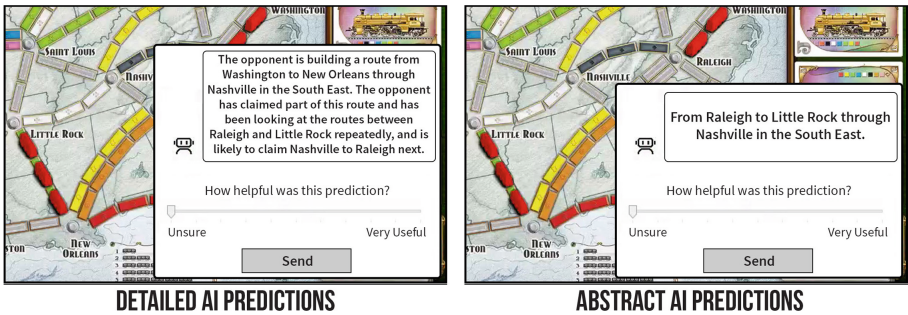 WASHINGTON
SAINT LOUIS
NASHV
LITTLE ROCK
NEW
ORLEANS
The opponent is building a route from
Washington to New Orleans through
Nashville in the South East. The opponent
has claimed part of this route and has
been looking at the routes between
Raleigh and Little Rock repeatedly, and is
likely to claim Nashville to Raleigh next.
How helpful was this prediction?
Unsure
Very Useful
Send
DETAILED AI PREDICTIONS
WASHINGTON
SAINT LOUIS
RALEIGH
NASHVILLE
LITTLE ROCK
STON
NEW
ORLEANS
From Raleigh to Little Rock through
Nashville in the South East.
How helpful was this prediction?
Unsure
Very Useful
Send
ABSTRACT AI PREDICTIONS